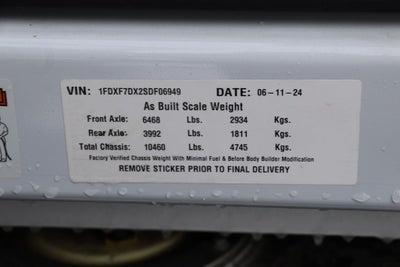 VIN: 1FDXF7DX2SDF06949 DATE: 06-11-24
As Built Scale Weight
Front Axle: 6468 Lbs. 2934 Kgs.
Rear Axle: 3992 Lbs. 1811 Kgs.
Total Chassis: 10460 Lbs. 4745 Kgs.
Factory Verified Chassis Weight With Minimal Fuel & Before Body Builder Modification
REMOVE STICKER PRIOR TO FINAL DELIVERY